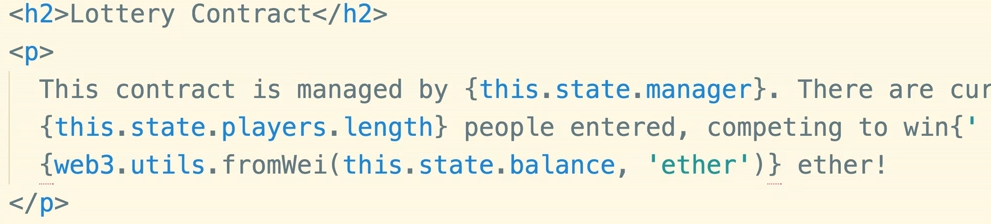 <h2>Lottery Contract</h2>
<p>
This contract is managed by {this.state.manager}. There are cur
{this.state.players.length} people entered, competing to win{'
{web3.utils.fromWei(this.state.balance, 'ether')} ether!
</p>